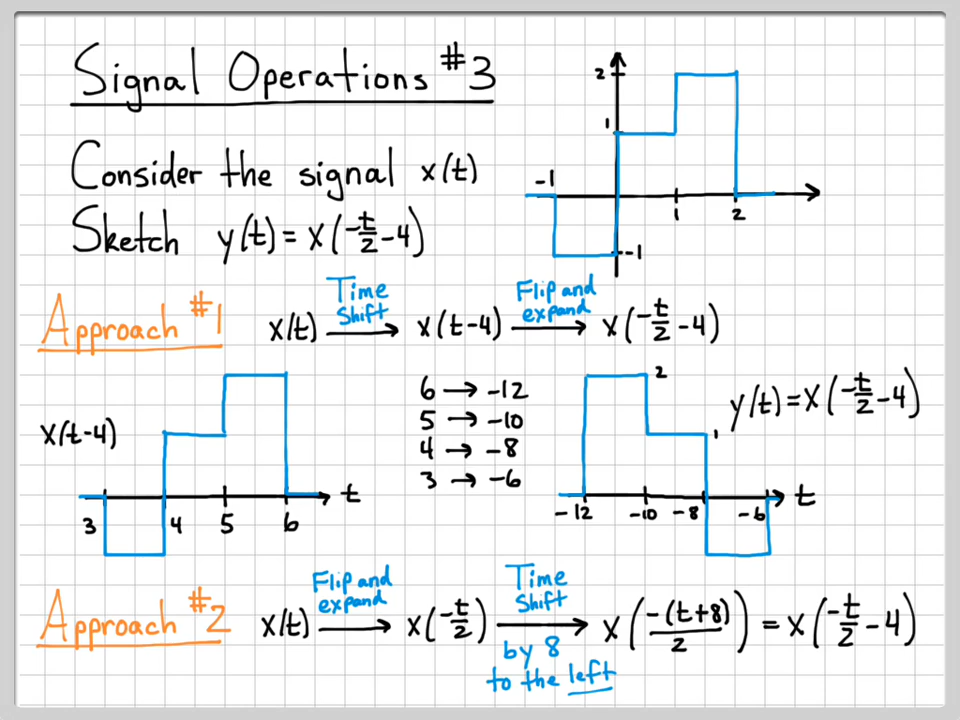 Signal Operations #3
2
1
-1
1
2
-1
Consider the signal x(t)
Sketch y(t) = x(-t/2 - 4)
Approach #1
x(t)
Time
Shift
x(t-4)
Flip and
expand
x(-t/2 - 4)
x(t-4)
3
4
5
6
t
6 → -12
5 → -10
4 → -8
3 → -6
2
1
-12
-10
-8
-6
t
y(t) = x(-t/2 - 4)
Approach #2
x(t)
Flip and
expand
x(-t/2)
Time
Shift
by 8
to the left
x(-(t+8)/2) = x(-t/2 - 4)